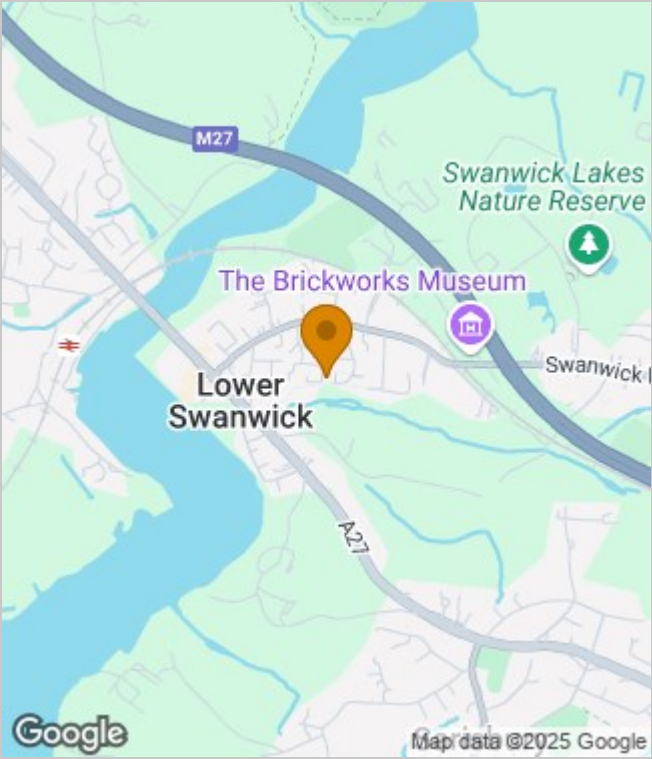 M27
Swanwick Lakes
Nature Reserve
The Brickworks Museum
Swanwick
Lower
Swanwick
A27
Google
Map data ©2025 Google